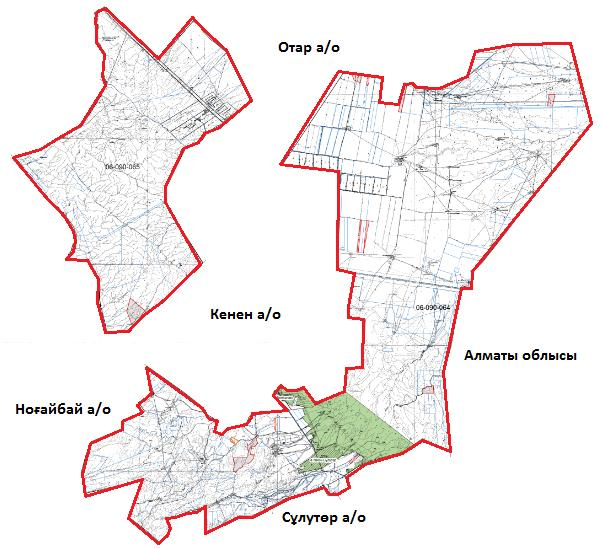 Отар а/о
06-090-065
Кенен а/о
06-090-064
Алматы облысы
Ноғайбай а/о
Сұлутөр а/о